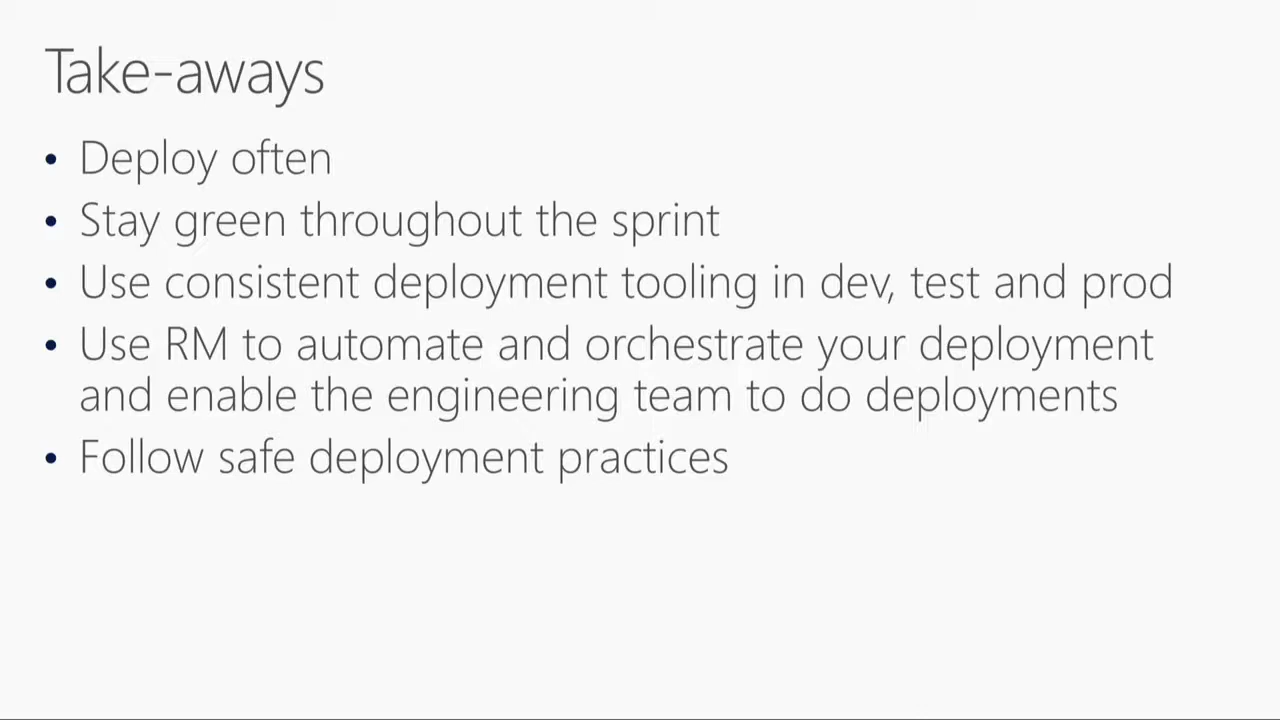 Take-aways
• Deploy often
• Stay green throughout the sprint
• Use consistent deployment tooling in dev, test and prod
• Use RM to automate and orchestrate your deployment
and enable the engineering team to do deployments
• Follow safe deployment practices